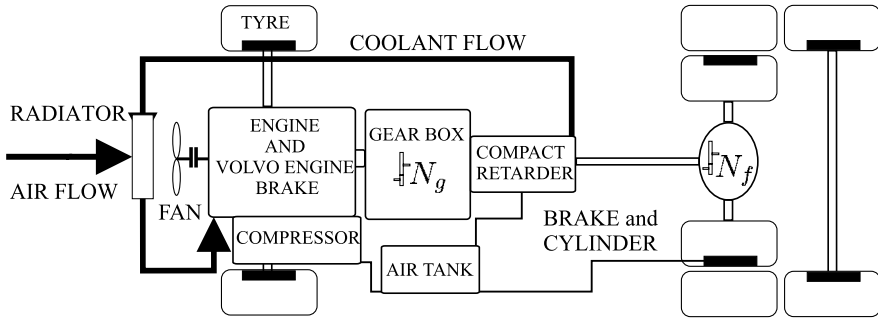 TYRE
COOLANT FLOW
RADIATOR
AIR FLOW
FAN
ENGINE
AND
VOLVO ENGINE
BRAKE
GEAR BOX
N_g
COMPACT
RETARDER
N_f
COMPRESSOR
AIR TANK
BRAKE and
CYLINDER